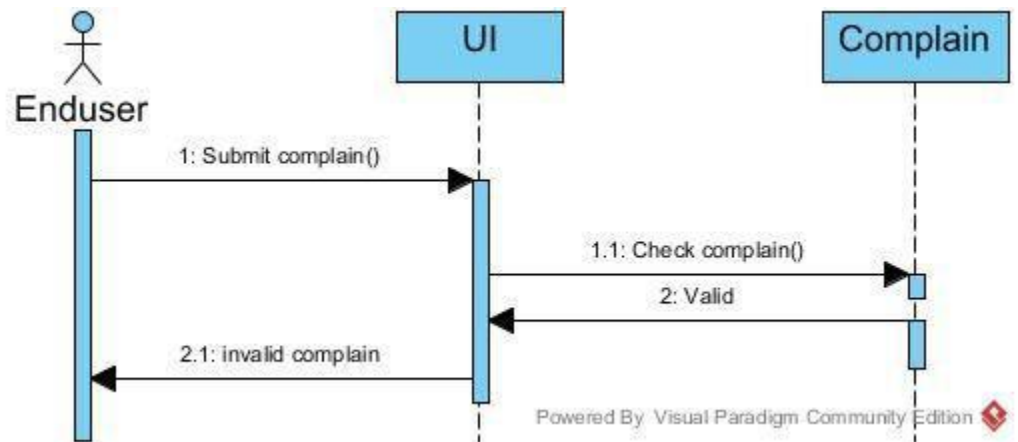 UI
Complain
Enduser
1: Submit complain()
1.1: Check complain()
2: Valid
2.1: invalid complain
Powered By Visual Paradigm Community Edition